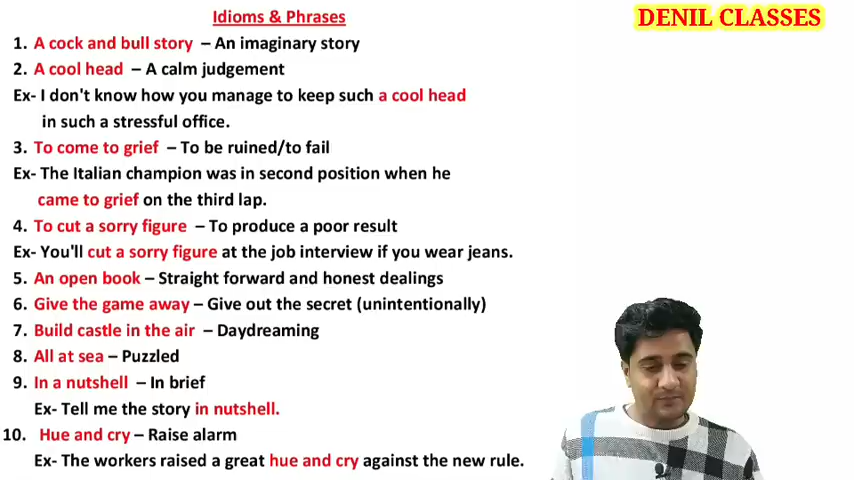 Idioms & Phrases
DENIL CLASSES
1. A cock and bull story – An imaginary story
2. A cool head – A calm judgement
Ex- I don't know how you manage to keep such a cool head
in such a stressful office.
3. To come to grief – To be ruined/to fail
Ex- The Italian champion was in second position when he
came to grief on the third lap.
4. To cut a sorry figure – To produce a poor result
Ex- You'll cut a sorry figure at the job interview if you wear jeans.
5. An open book – Straight forward and honest dealings
6. Give the game away – Give out the secret (unintentionally)
7. Build castle in the air – Daydreaming
8. All at sea – Puzzled
9. In a nutshell – In brief
Ex- Tell me the story in nutshell.
10. Hue and cry – Raise alarm
Ex- The workers raised a great hue and cry against the new rule.